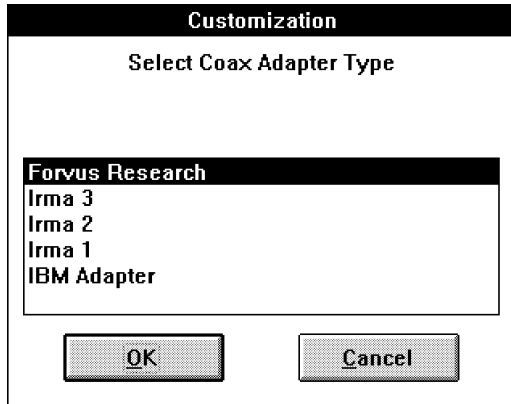 Customization
Select Coax Adapter Type
Forvus Research
Irma 3
Irma 2
Irma 1
IBM Adapter
OK
Cancel